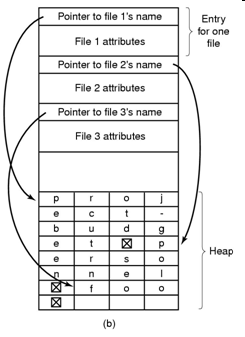 Pointer to file 1's name
File 1 attributes
Pointer to file 2's name
File 2 attributes
Pointer to file 3's name
File 3 attributes
Entry
for one
file
p r o j
e c t -
b u d g
e t ☒ p
e r s o
n n e l
☒ f o o
☒
Heap
(b)